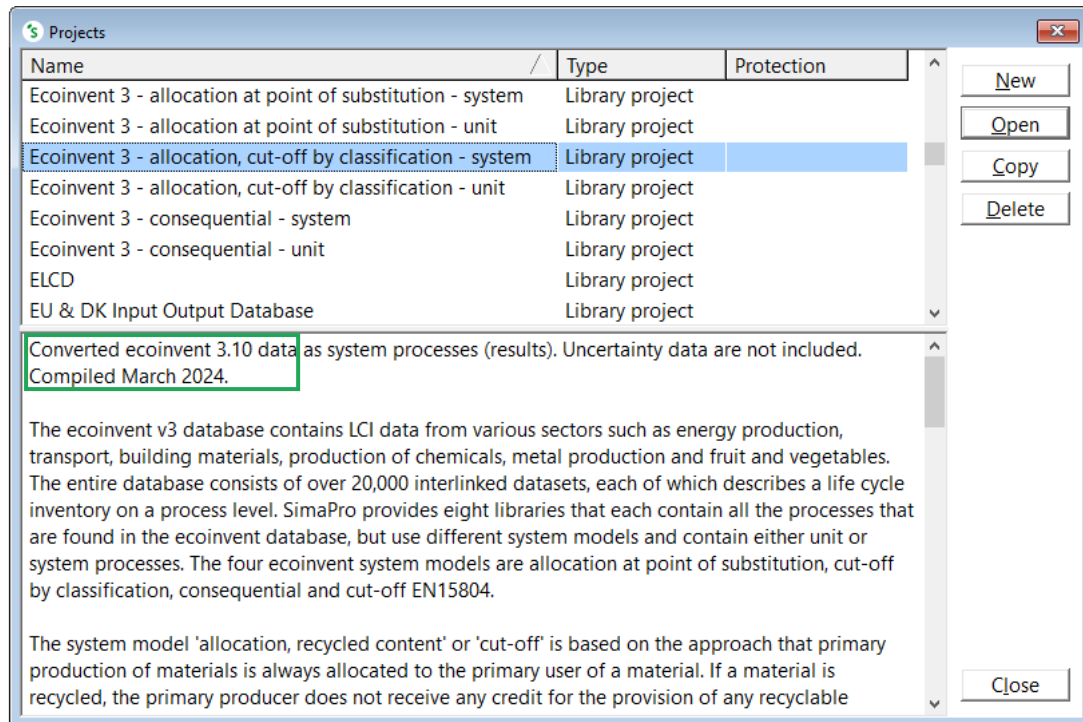 Projects
Name Type Protection
Ecoinvent 3 - allocation at point of substitution - system Library project
Ecoinvent 3 - allocation at point of substitution - unit Library project
Ecoinvent 3 - allocation, cut-off by classification - system Library project
Ecoinvent 3 - allocation, cut-off by classification - unit Library project
Ecoinvent 3 - consequential - system Library project
Ecoinvent 3 - consequential - unit Library project
ELCD Library project
EU & DK Input Output Database Library project
New
Open
Copy
Delete
Converted ecoinvent 3.10 data as system processes (results). Uncertainty data are not included.
Compiled March 2024.
The ecoinvent v3 database contains LCI data from various sectors such as energy production,
transport, building materials, production of chemicals, metal production and fruit and vegetables.
The entire database consists of over 20,000 interlinked datasets, each of which describes a life cycle
inventory on a process level. SimaPro provides eight libraries that each contain all the processes that
are found in the ecoinvent database, but use different system models and contain either unit or
system processes. The four ecoinvent system models are allocation at point of substitution, cut-off
by classification, consequential and cut-off EN15804.
The system model 'allocation, recycled content' or 'cut-off' is based on the approach that primary
production of materials is always allocated to the primary user of a material. If a material is
recycled, the primary producer does not receive any credit for the provision of any recyclable
Close